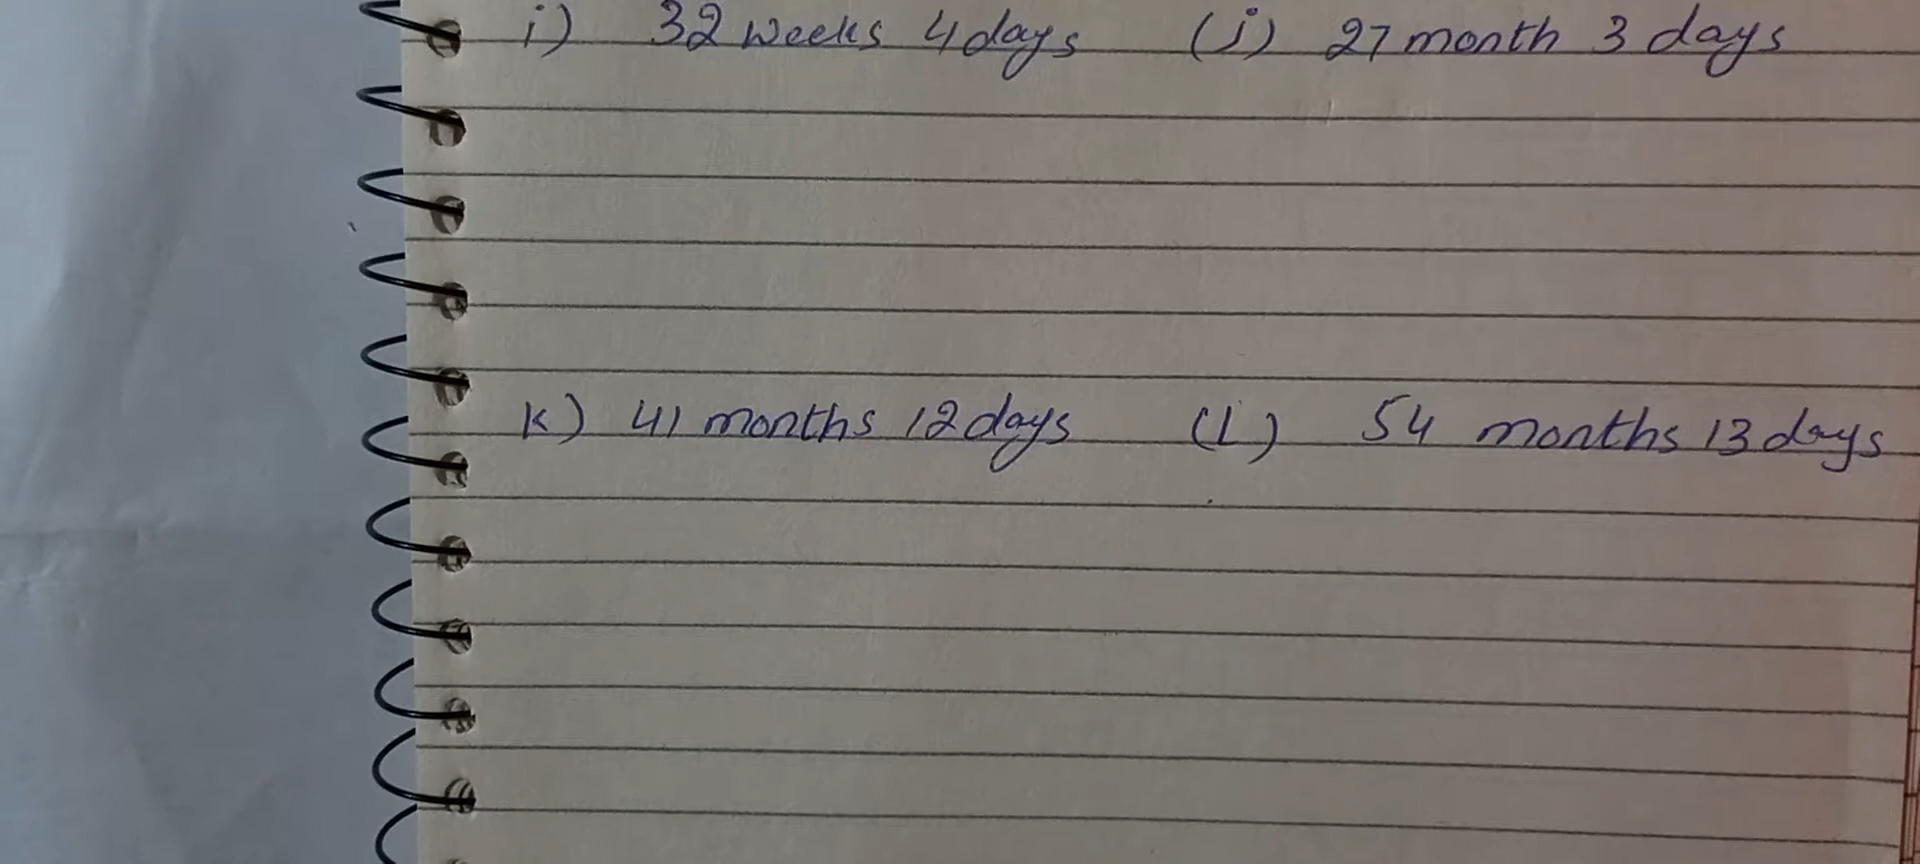 i) 32 weeks 4 days (j) 27 month 3 days
k) 41 months 12 days (L) 54 months 13 days